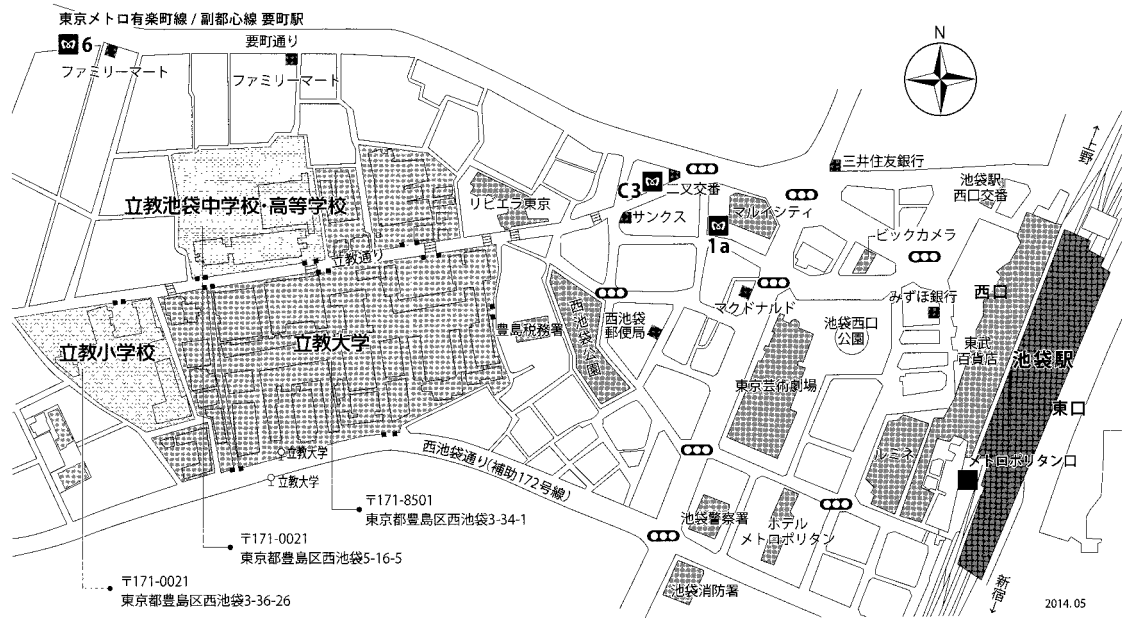 東京メトロ有楽町線 / 副都心線 要町駅
6
要町通り
ファミリーマート
ファミリーマート
N
←上野
三井住友銀行
池袋駅
西口交番
C3
二又交番
立教池袋中学校・高等学校
リビエラ東京
サンクス
マルイシティ
1a
ビックカメラ
立教通り
西口
みずほ銀行
マクドナルド
西池袋公園
西池袋
郵便局
豊島税務署
池袋西口
公園
立教小学校
立教大学
東武
百貨店
池袋駅
東京芸術劇場
東口
ルミネ
メトロポリタン口
立教大学
立教大学
西池袋通り(補助172号線)
〒171-8501
東京都豊島区西池袋3-34-1
池袋警察署
ホテル
メトロポリタン
〒171-0021
東京都豊島区西池袋5-16-5
〒171-0021
東京都豊島区西池袋3-36-26
池袋消防署
新宿→
2014.05